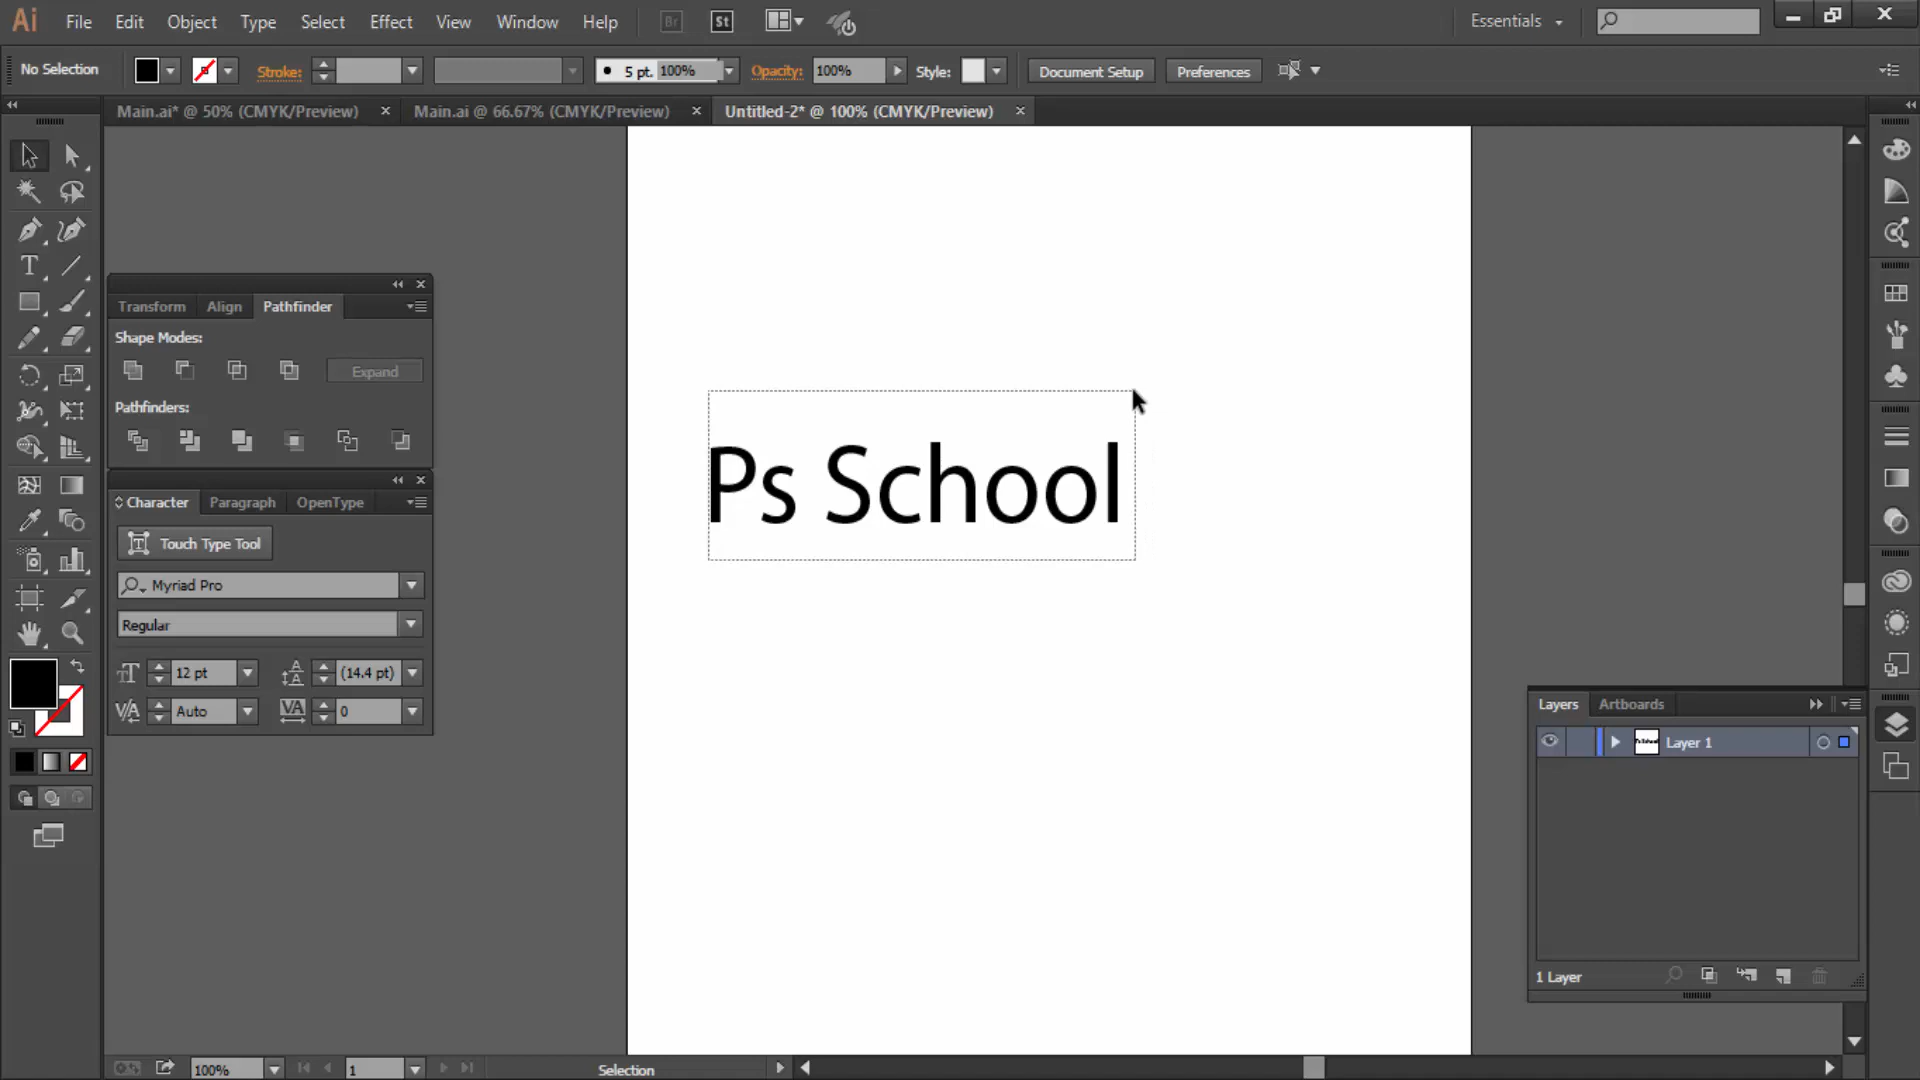 Ai File Edit Object Type Select Effect View Window Help Br St Essentials
No Selection Stroke: 5 pt. 100% Opacity: 100% Style: Document Setup Preferences
Main.ai* @ 50% (CMYK/Preview) × Main.ai @ 66.67% (CMYK/Preview) × Untitled-2* @ 100% (CMYK/Preview) ×
Transform Align Pathfinder
Shape Modes:
Expand
Pathfinders:
Ps School
Character Paragraph OpenType
Touch Type Tool
Myriad Pro
Regular
12 pt (14.4 pt)
Auto 0
Layers Artboards
Layer 1
1 Layer
100% 1 Selection